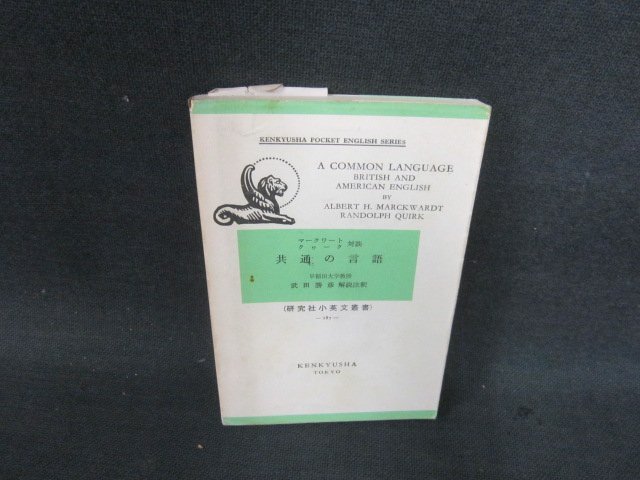 KENKYUSHA POCKET ENGLISH SERIES
A COMMON LANGUAGE
BRITISH AND
AMERICAN ENGLISH
BY
ALBERT H. MARCKWARDT
RANDOLPH QUIRK
マークワート
クヮーク 対談
共通の言語
早稲田大学教授
武田勝彦 解説注釈
(研究社小英文叢書)
—187—
KENKYUSHA
TOKYO